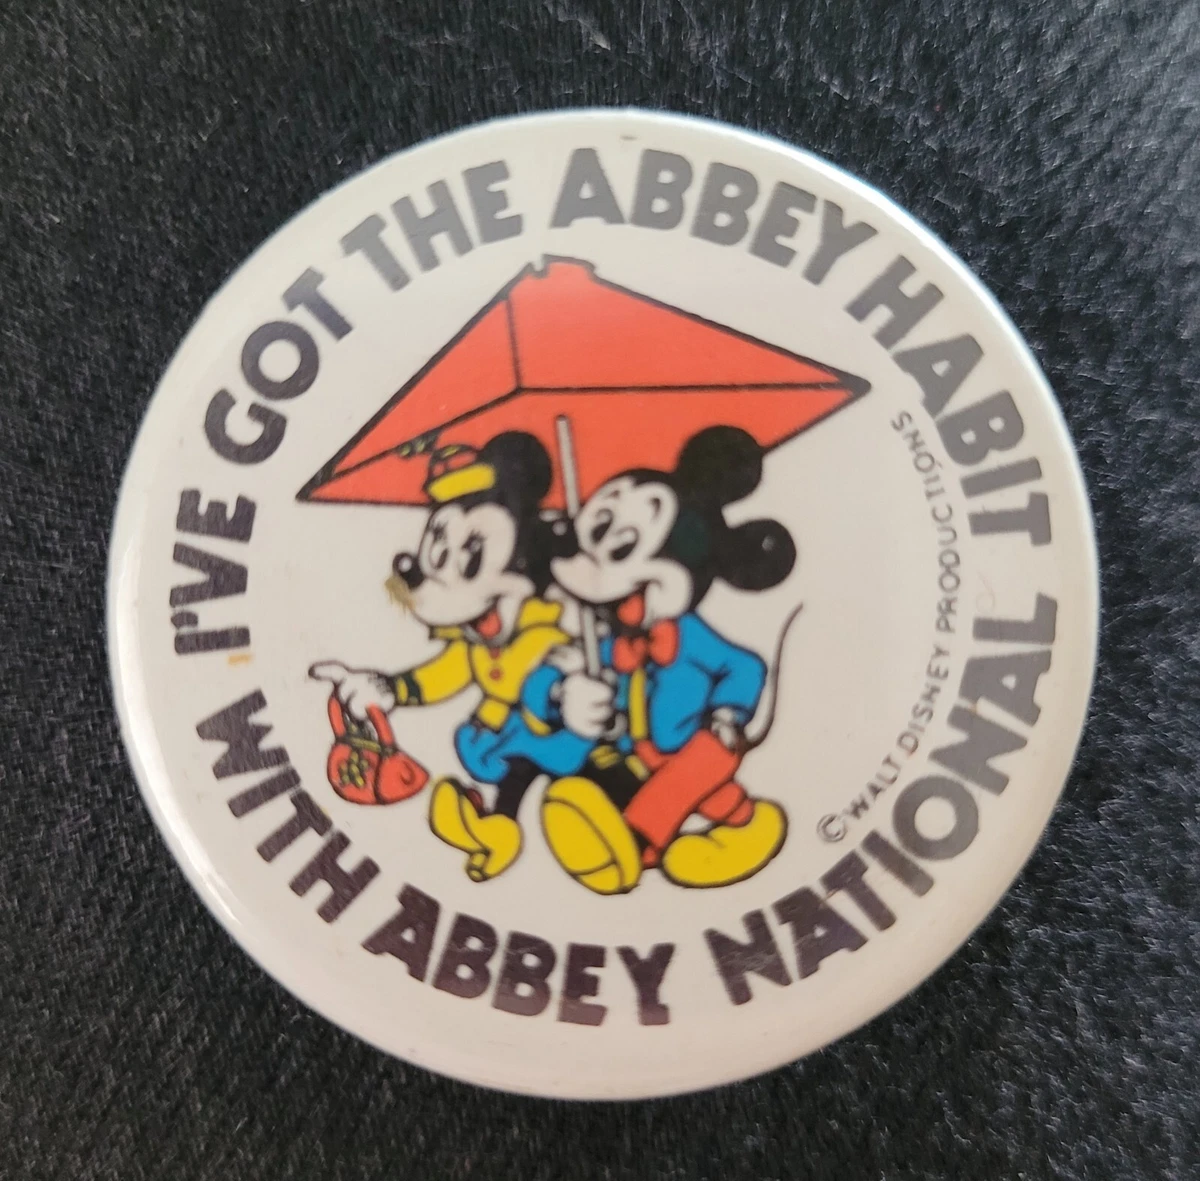 I'VE GOT THE ABBEY HABIT
WITH ABBEY NATIONAL
©WALT DISNEY PRODUCTIONS